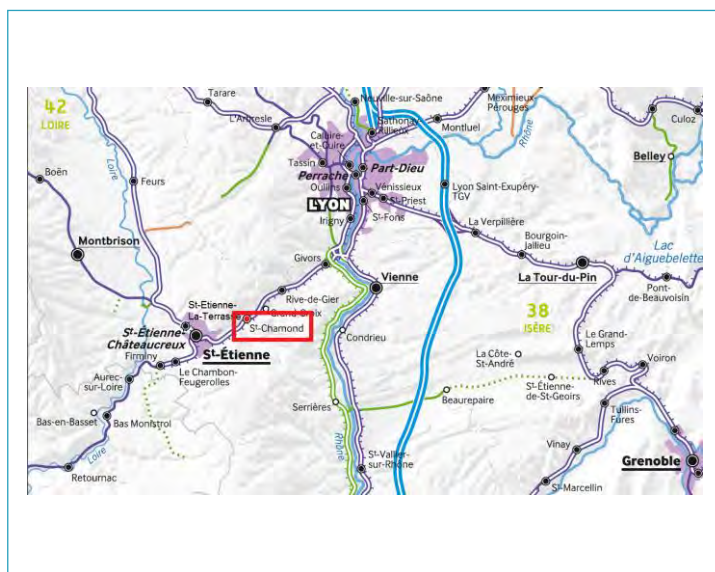 42
LOIRE
Tarare
Neuville-sur-Saône
Meximieux
Pérouges
L'Arbresle
Sathonay
Rillieux
Montluel
Culoz
Rhône
Caluire
et-Cuire
Belley
Boën
Loire
Feurs
Tassin
Part-Dieu
Perrache
Oullins
Vénissieux
Lyon Saint-Exupéry-
TGV
St-Priest
LYON
St-Fons
Irigny
La Verpillière
Montbrison
Bourgoin-
Jallieu
Lac
d'Aiguebelette
Givors
Vienne
La Tour-du-Pin
Pont-
de-Beauvoisin
Rive-de-Gier
St-Etienne-
La-Terrasse
Grand-Croix
St-Chamond
38
ISÈRE
St-Étienne-
Châteaucreux
Condrieu
Le Grand-
Lemps
St-Étienne
Firminy
Voiron
La Côte-
St-André
Le Chambon-
Feugerolles
Rives
Aurec-
sur-Loire
St-Étienne-
de-St-Geoirs
Serrières
Beaurepaire
Tullins-
Fures
Bas-en-Basset
Bas Monistrol
Rhône
Vinay
Loire
St-Vallier-
sur-Rhône
Grenoble
Retournac
St-Marcellin